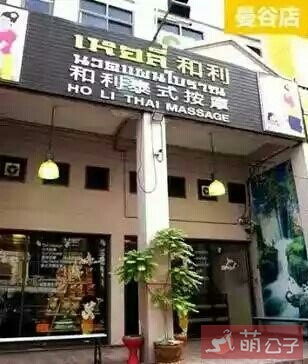 曼谷店
เหอลี่ 和利
นวดแผนโบราณ
和利泰式按摩
HO LI THAI MASSAGE
萌公子